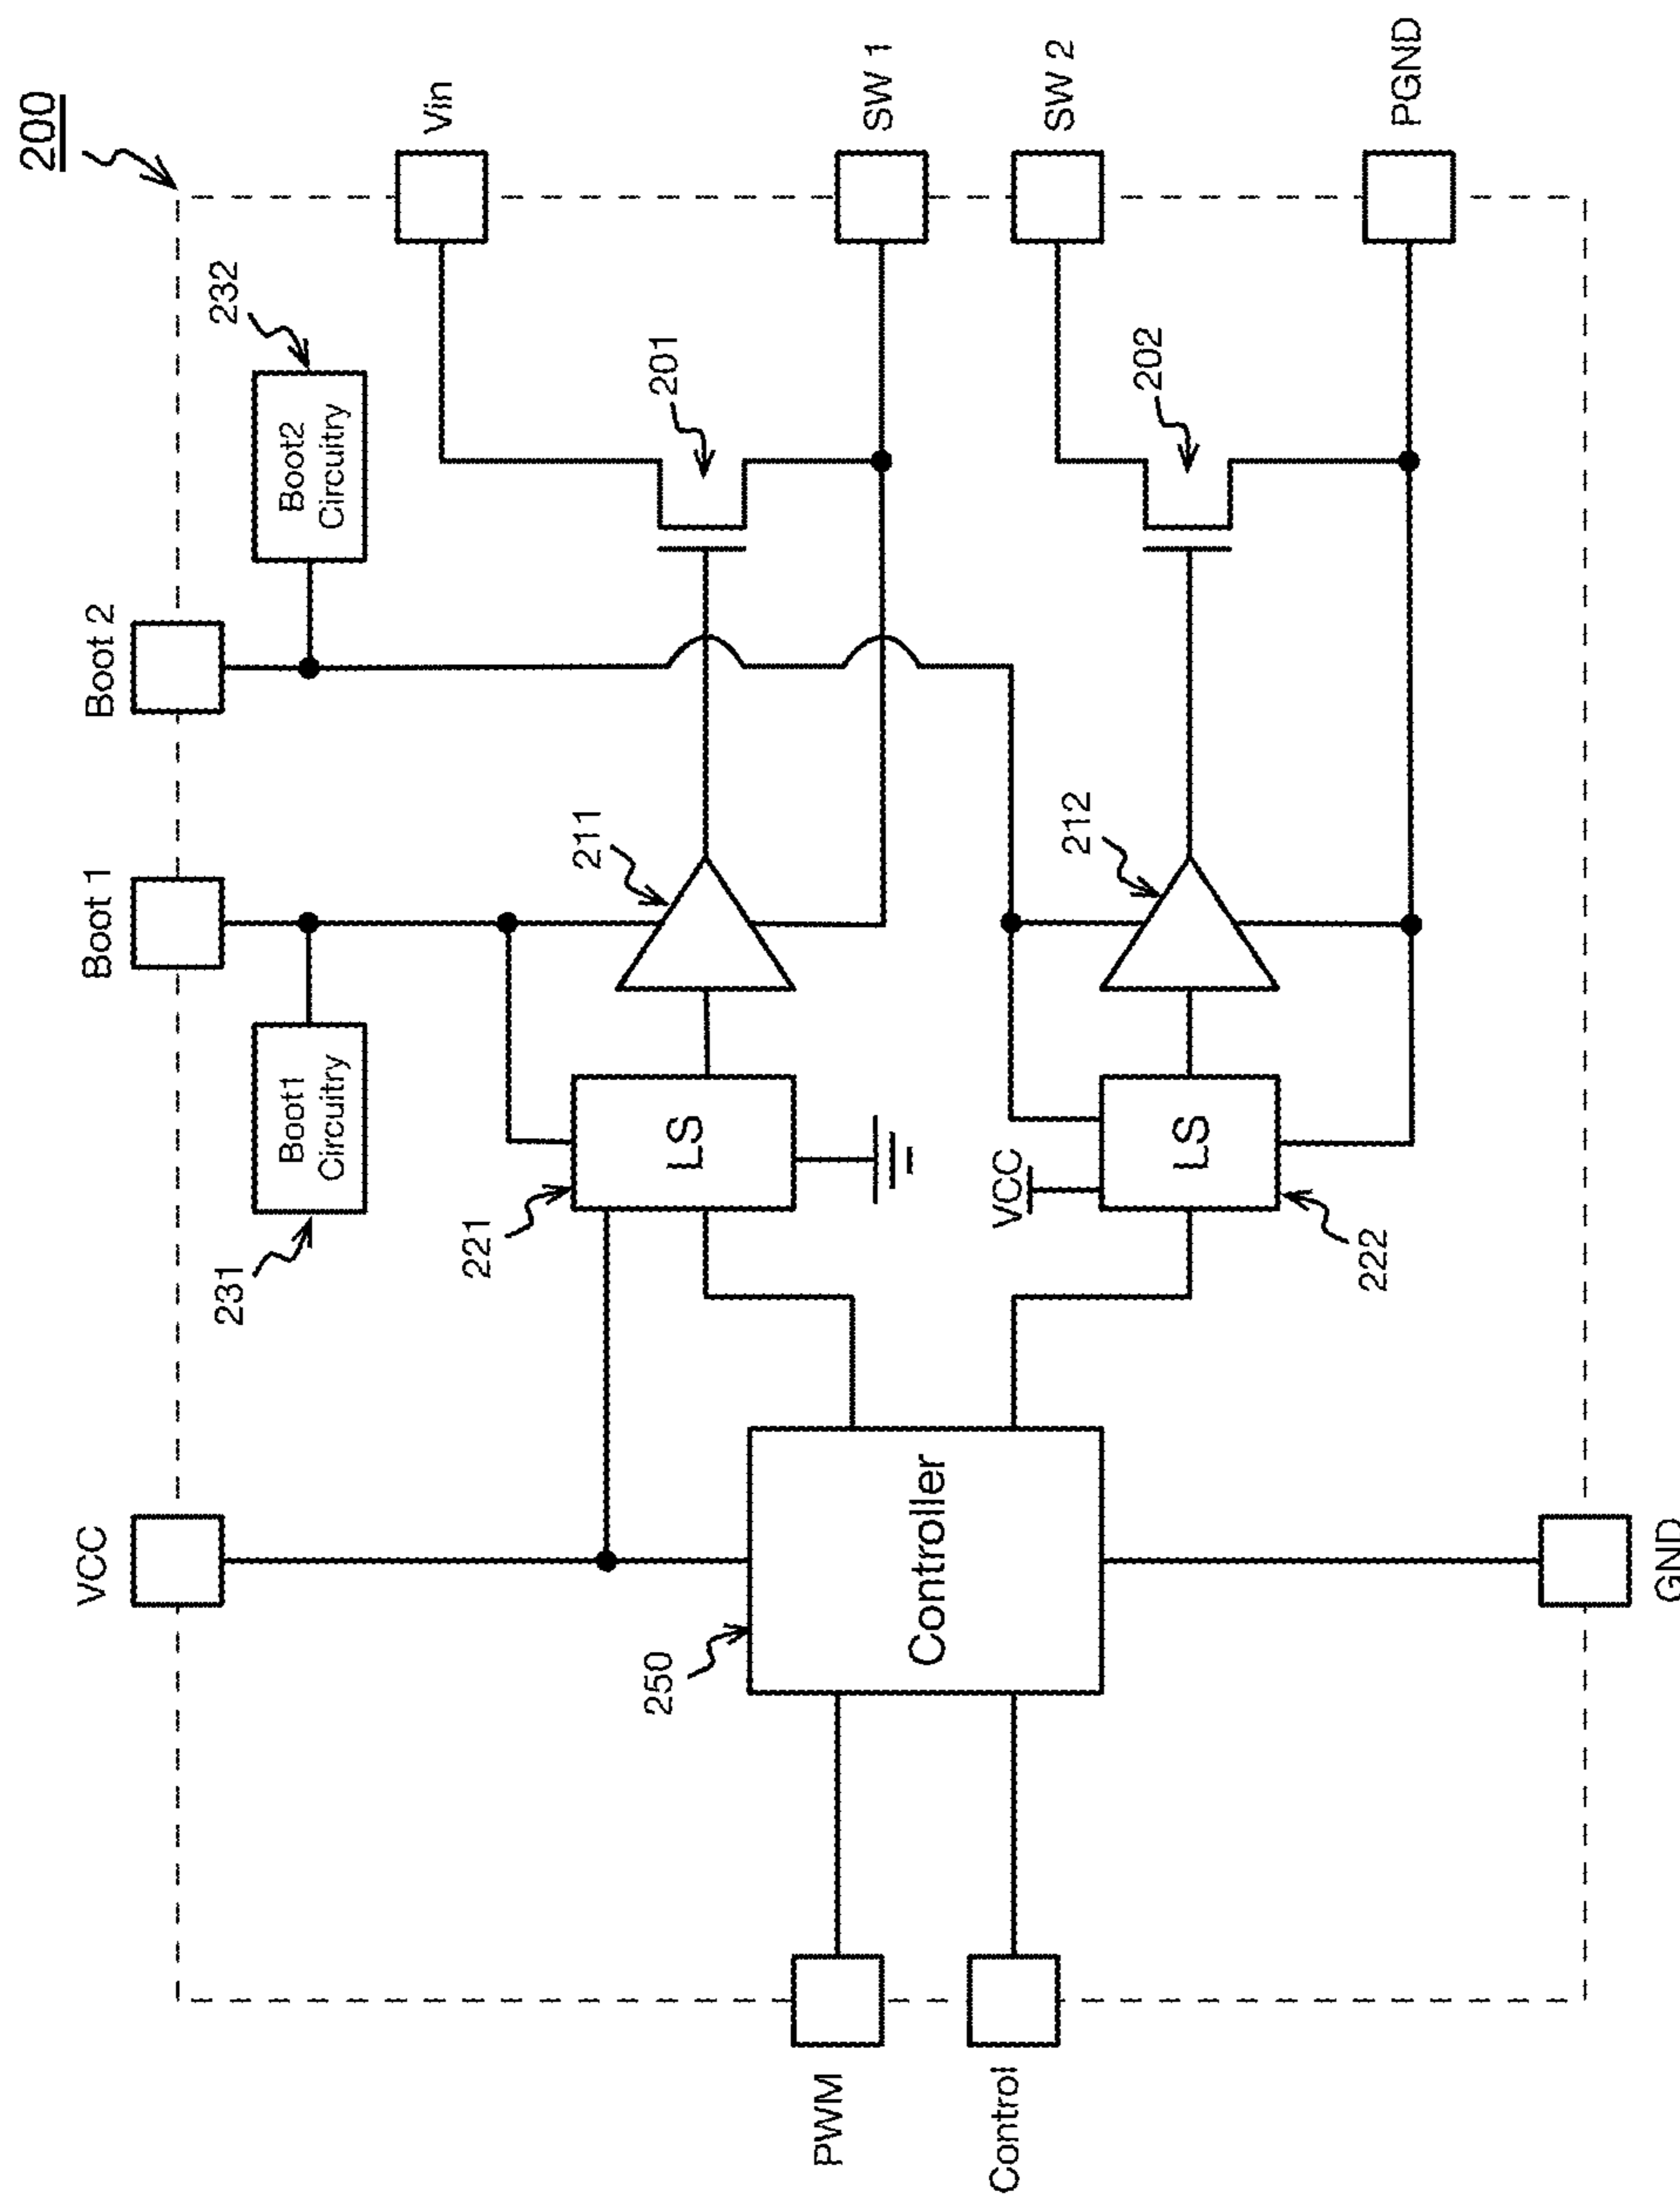 200
VCC
Boot 1
Boot 2
231
Boot1
Circuitry
Boot2
Circuitry
232
Vin
221
LS
211
201
SW 1
250
Controller
PWM
Control
VCC
LS
222
212
202
SW 2
PGND
GND